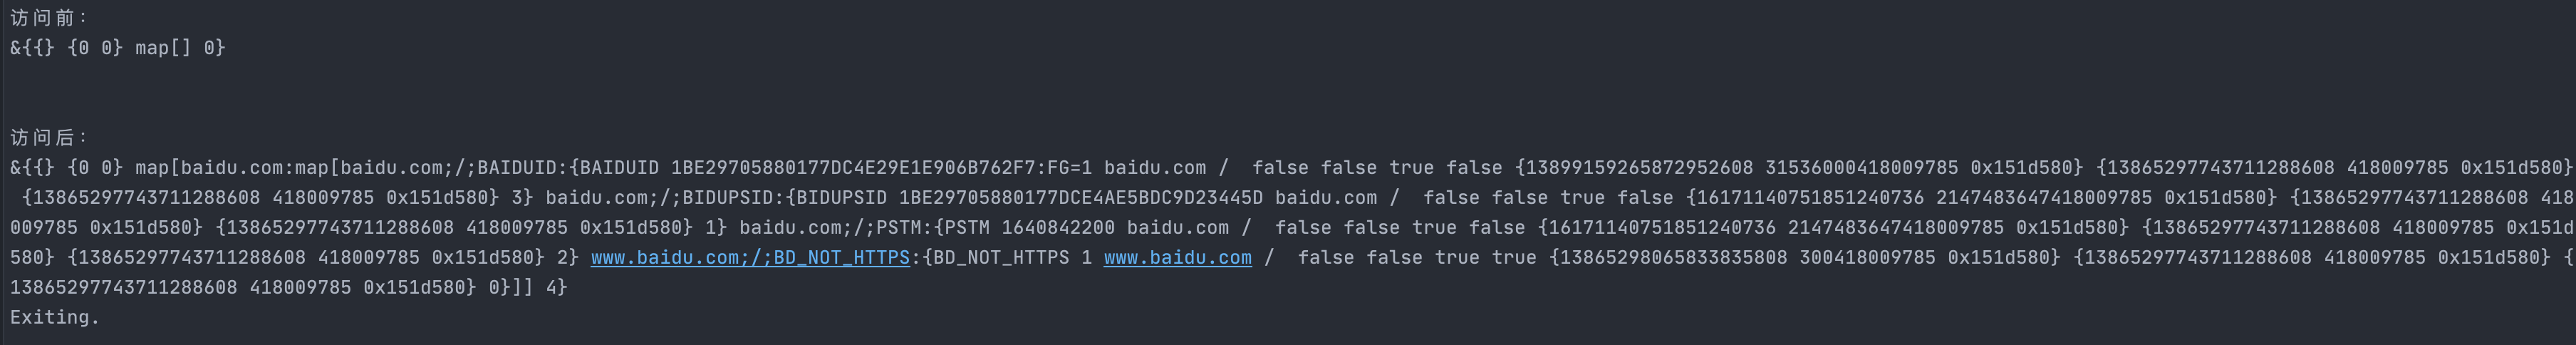 访问前：
&{{} {0 0} map[] 0}
访问后：
&{{} {0 0} map[baidu.com:map[baidu.com;/;BAIDUID:{BAIDUID 1BE29705880177DC4E29E1E906B762F7:FG=1 baidu.com /  false false true false {13899159265872952608 315360000418009785 0x151d580} {13865297743711288608 418009785 0x151d580}
{13865297743711288608 418009785 0x151d580} 3} baidu.com;/;BIDUPSID:{BIDUPSID 1BE29705880177DCE4AE5BDC9D23445D baidu.com /  false false true false {16171140751851240736 2147483647418009785 0x151d580} {13865297743711288608 418
009785 0x151d580} {13865297743711288608 418009785 0x151d580} 1} baidu.com;/;PSTM:{PSTM 1640842200 baidu.com /  false false true false {16171140751851240736 2147483647418009785 0x151d580} {13865297743711288608 418009785 0x151d
580} {13865297743711288608 418009785 0x151d580} 2} www.baidu.com;/;BD_NOT_HTTPS:{BD_NOT_HTTPS 1 www.baidu.com /  false false true true {13865298065833835808 300418009785 0x151d580} {13865297743711288608 418009785 0x151d580} {
13865297743711288608 418009785 0x151d580} 0}]] 4}
Exiting.